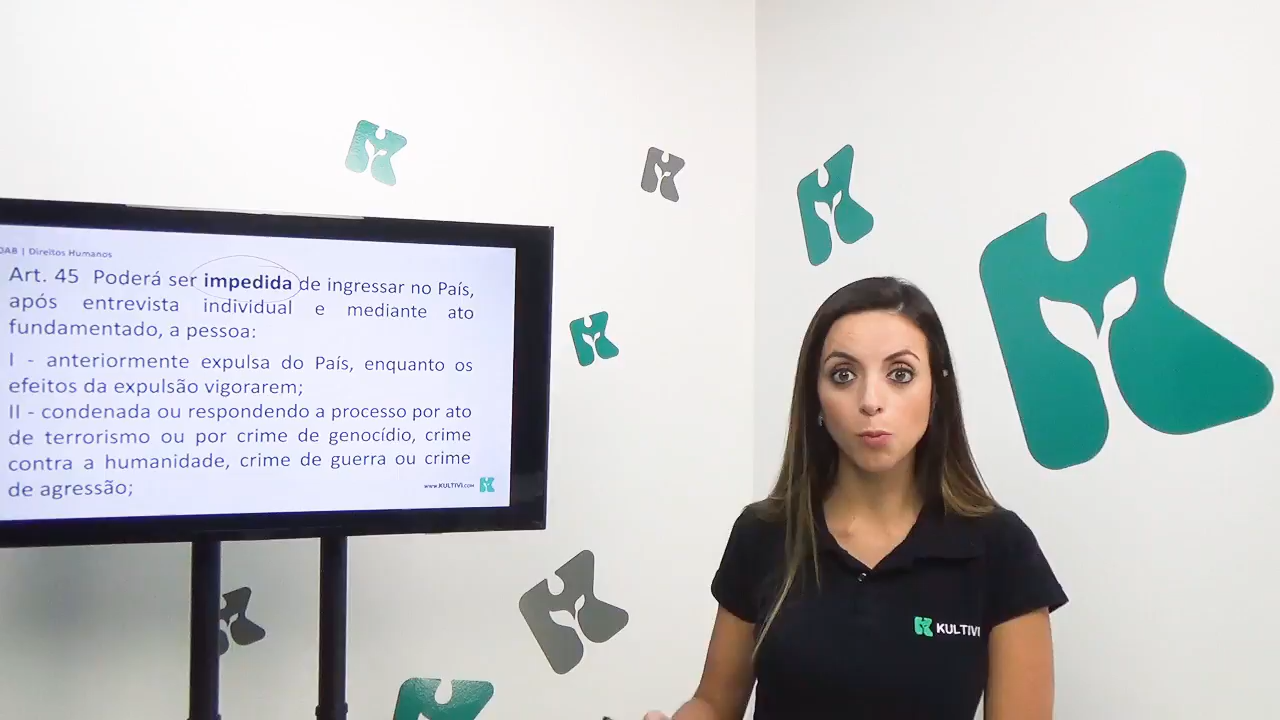 OAB | Direitos Humanos
Art. 45 Poderá ser impedida de ingressar no País,
após entrevista individual e mediante ato
fundamentado, a pessoa:
I - anteriormente expulsa do País, enquanto os
efeitos da expulsão vigorarem;
II - condenada ou respondendo a processo por ato
de terrorismo ou por crime de genocídio, crime
contra a humanidade, crime de guerra ou crime
de agressão;
www.KULTIVI.COM
KULTIVI